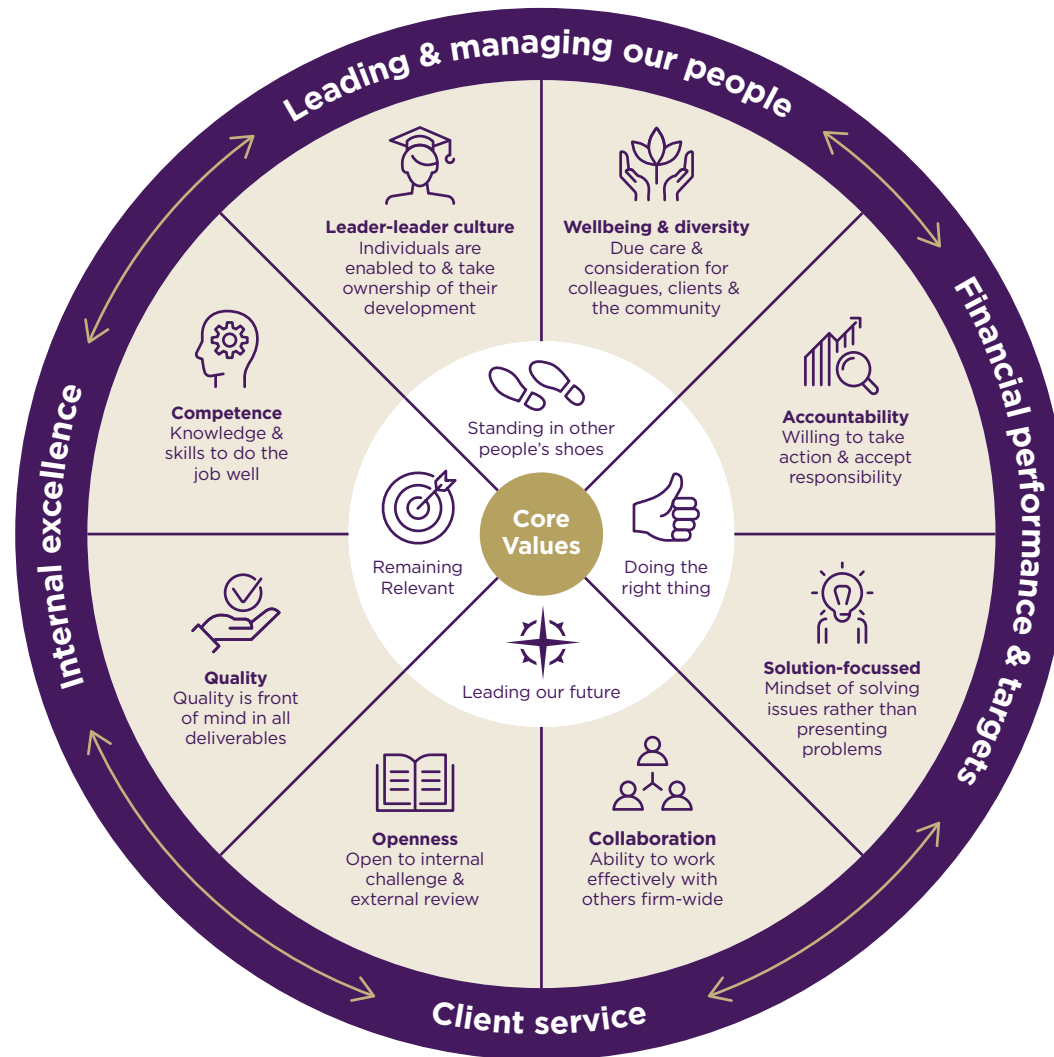 Leading & managing our people
Leader-leader culture
Individuals are
enabled to & take
ownership of their
development
Wellbeing & diversity
Due care &
consideration for
colleagues, clients &
the community
Financial performance & targets
Accountability
Willing to take
action & accept
responsibility
Solution-focussed
Mindset of solving
issues rather than
presenting
problems
Client service
Collaboration
Ability to work
effectively with
others firm-wide
Openness
Open to internal
challenge &
external review
Internal excellence
Quality
Quality is front
of mind in all
deliverables
Competence
Knowledge &
skills to do the
job well
Standing in other
people’s shoes
Doing the
right thing
Leading our future
Remaining
Relevant
Core
Values